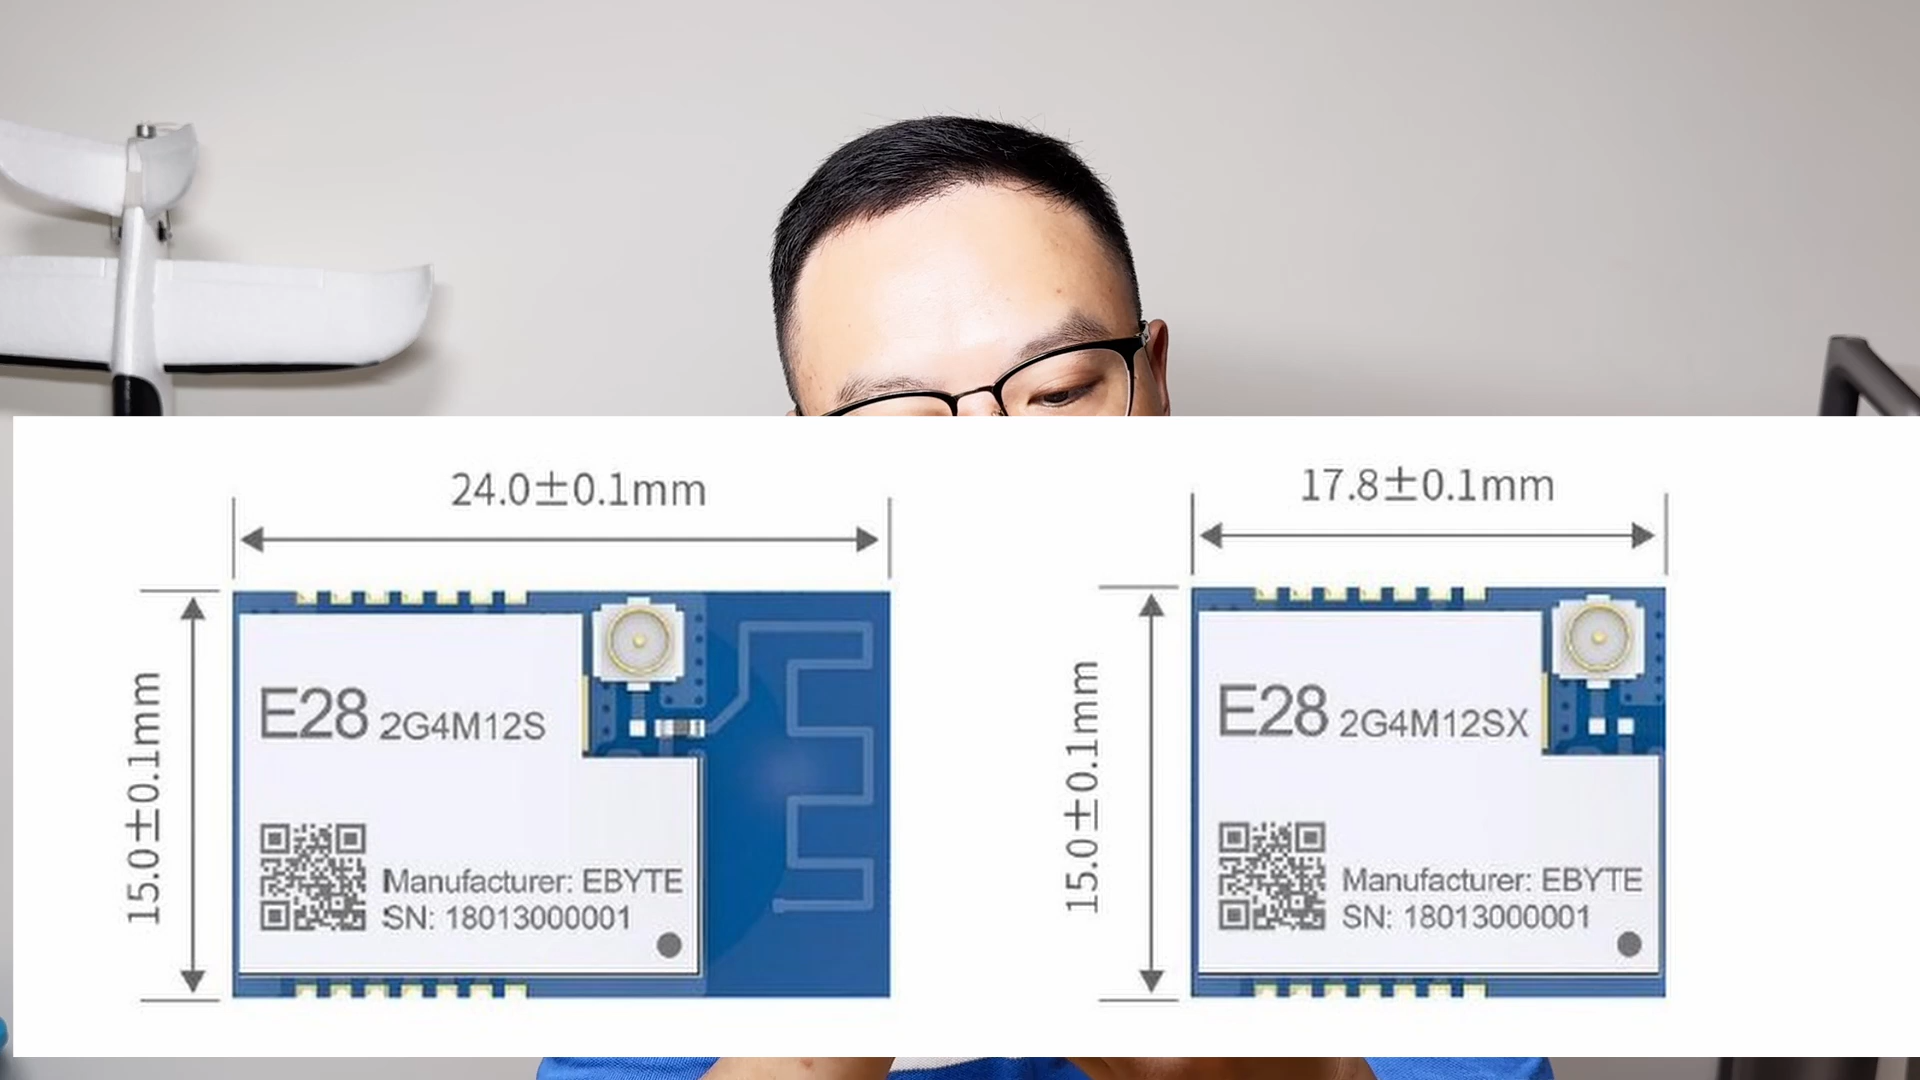 24.0±0.1mm
15.0±0.1mm
E28 2G4M12S
Manufacturer: EBYTE
SN: 18013000001
17.8±0.1mm
15.0±0.1mm
E28 2G4M12SX
Manufacturer: EBYTE
SN: 18013000001